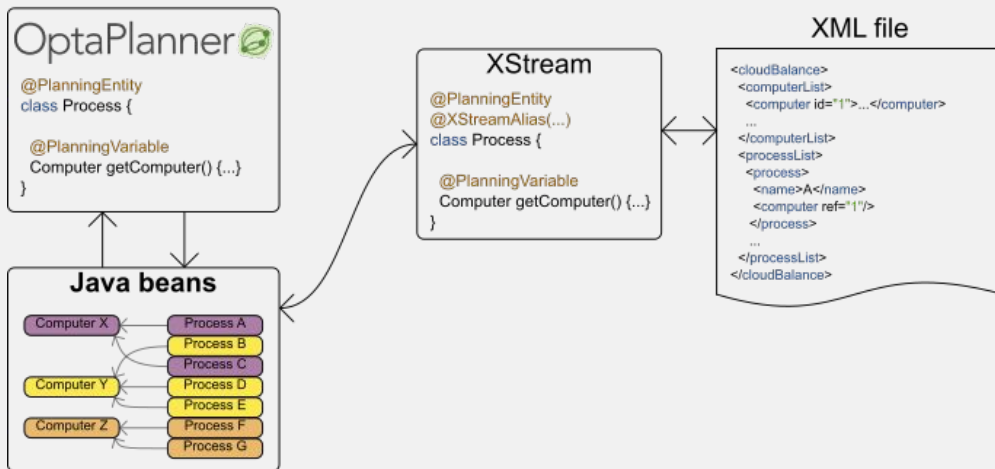 OptaPlanner
@PlanningEntity
class Process {
@PlanningVariable
Computer getComputer() {...}
}
Java beans
Computer X
Process A
Process B
Process C
Computer Y
Process D
Process E
Computer Z
Process F
Process G
XStream
@PlanningEntity
@XStreamAlias(...)
class Process {
@PlanningVariable
Computer getComputer() {...}
}
XML file
<cloudBalance>
<computerList>
<computer id="1">...</computer>
...
</computerList>
<processList>
<process>
<name>A</name>
<computer ref="1"/>
</process>
...
</processList>
</cloudBalance>